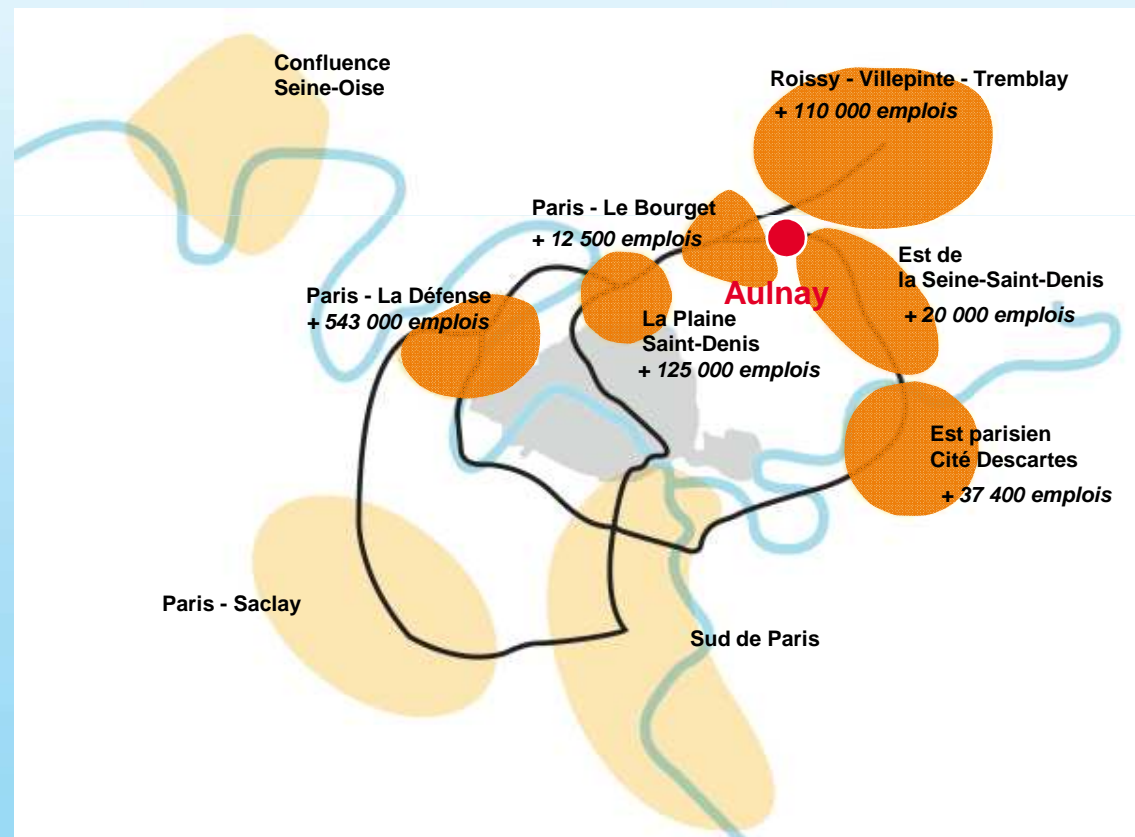 Confluence
Seine-Oise
Roissy - Villepinte - Tremblay
+ 110 000 emplois
Paris - Le Bourget
+ 12 500 emplois
Est de
la Seine-Saint-Denis
+ 20 000 emplois
Aulnay
Paris - La Défense
+ 543 000 emplois
La Plaine
Saint-Denis
+ 125 000 emplois
Est parisien
Cité Descartes
+ 37 400 emplois
Paris - Saclay
Sud de Paris